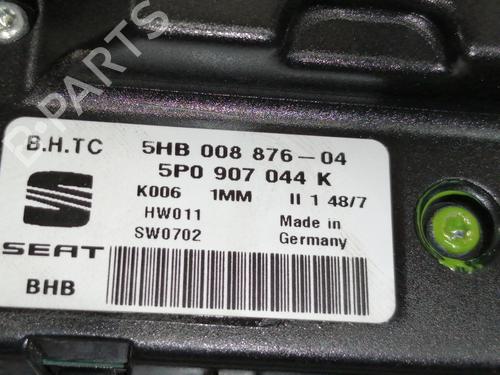 B-PARTS
B.H.TC 5HB 008 876-04
5P0 907 044 K
K006 1MM II 1 48/7
HW011 Made in
SW0702 Germany
SEAT
BHB